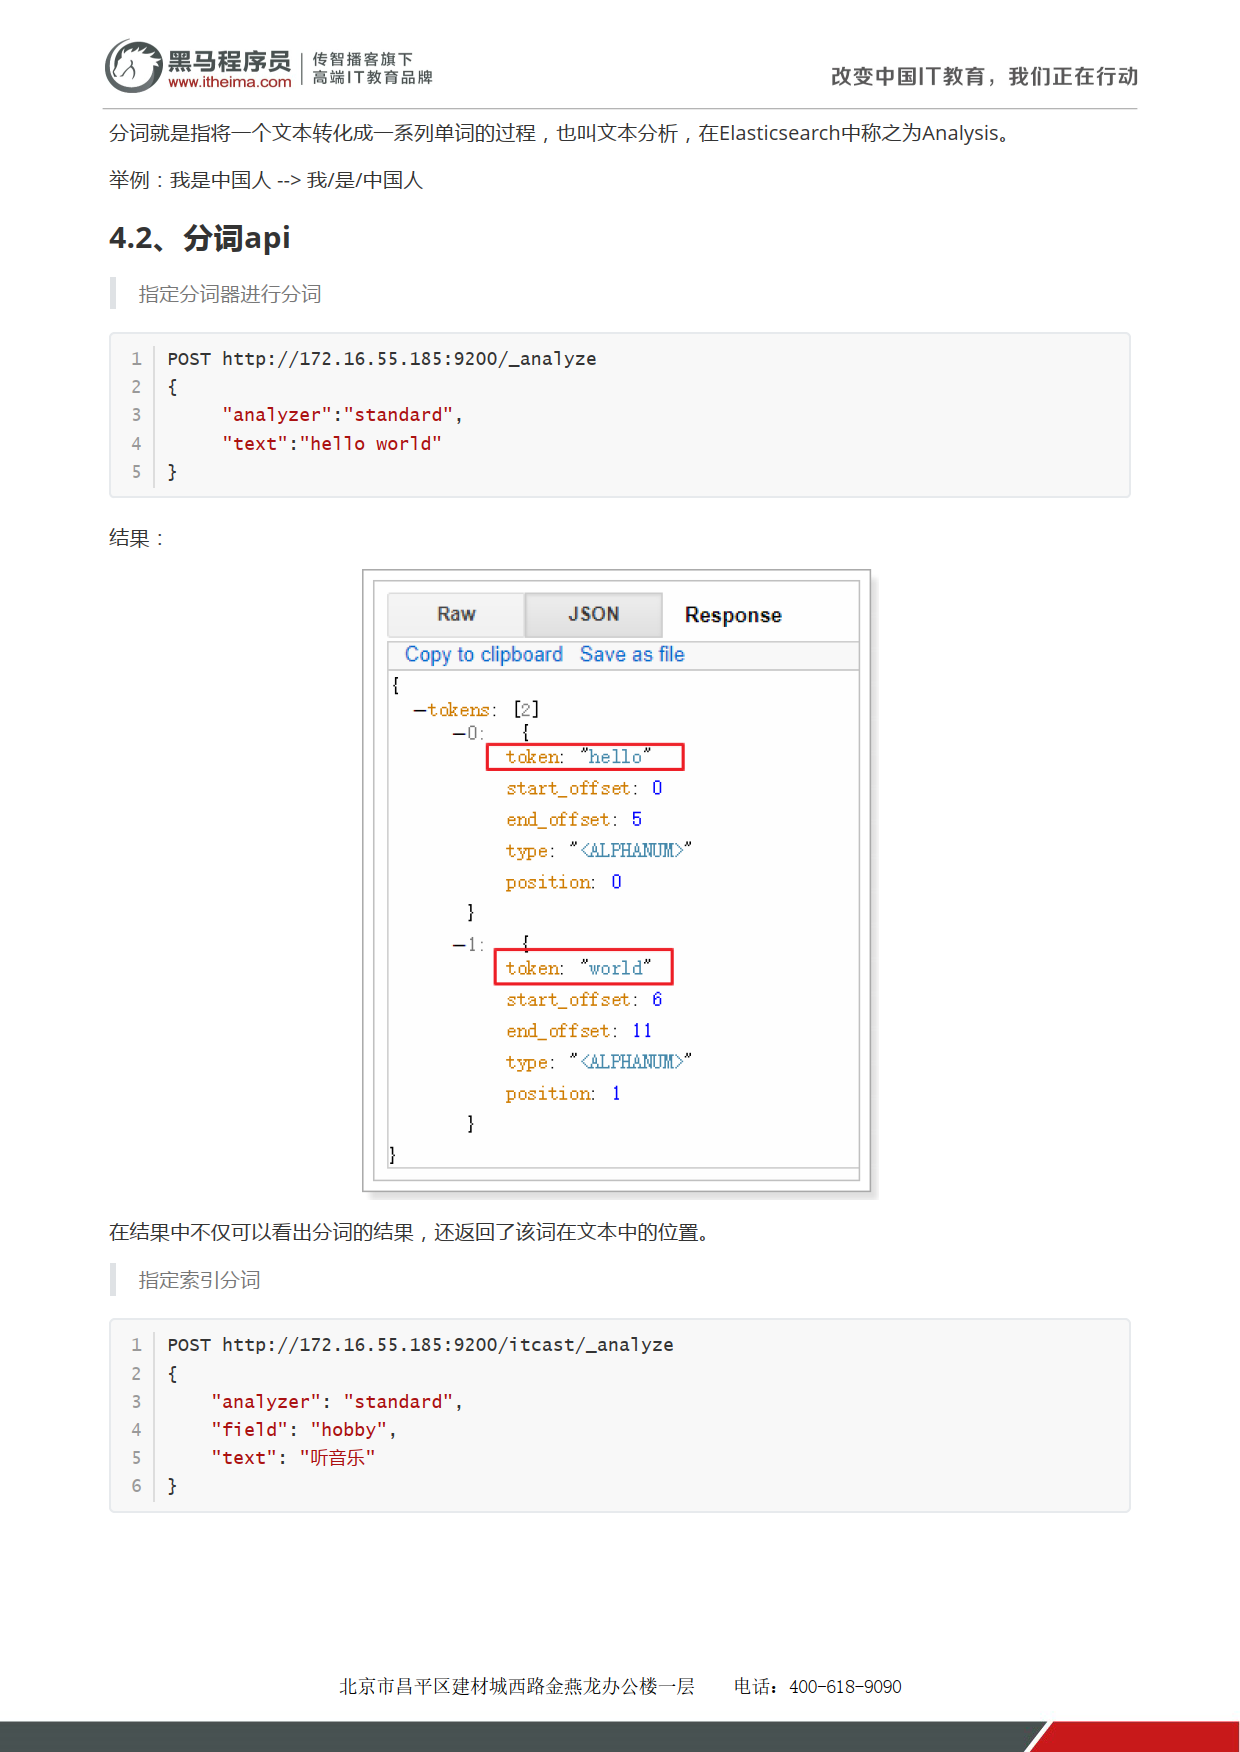 黑马程序员
www.itheima.com
传智播客旗下
高端IT教育品牌
改变中国IT教育，我们正在行动
分词就是指将一个文本转化成一系列单词的过程，也叫文本分析，在Elasticsearch中称之为Analysis。
举例：我是中国人 --> 我/是/中国人
4.2、分词api
指定分词器进行分词
1 POST http://172.16.55.185:9200/_analyze
2 {
3 "analyzer":"standard",
4 "text":"hello world"
5 }
结果：
Raw JSON Response
Copy to clipboard Save as file
{
−tokens: [2]
−0: {
token: "hello"
start_offset: 0
end_offset: 5
type: "<ALPHANUM>"
position: 0
}
−1: {
token: "world"
start_offset: 6
end_offset: 11
type: "<ALPHANUM>"
position: 1
}
}
在结果中不仅可以看出分词的结果，还返回了该词在文本中的位置。
指定索引分词
1 POST http://172.16.55.185:9200/itcast/_analyze
2 {
3 "analyzer": "standard",
4 "field": "hobby",
5 "text": "听音乐"
6 }
北京市昌平区建材城西路金燕龙办公楼一层 电话：400-618-9090